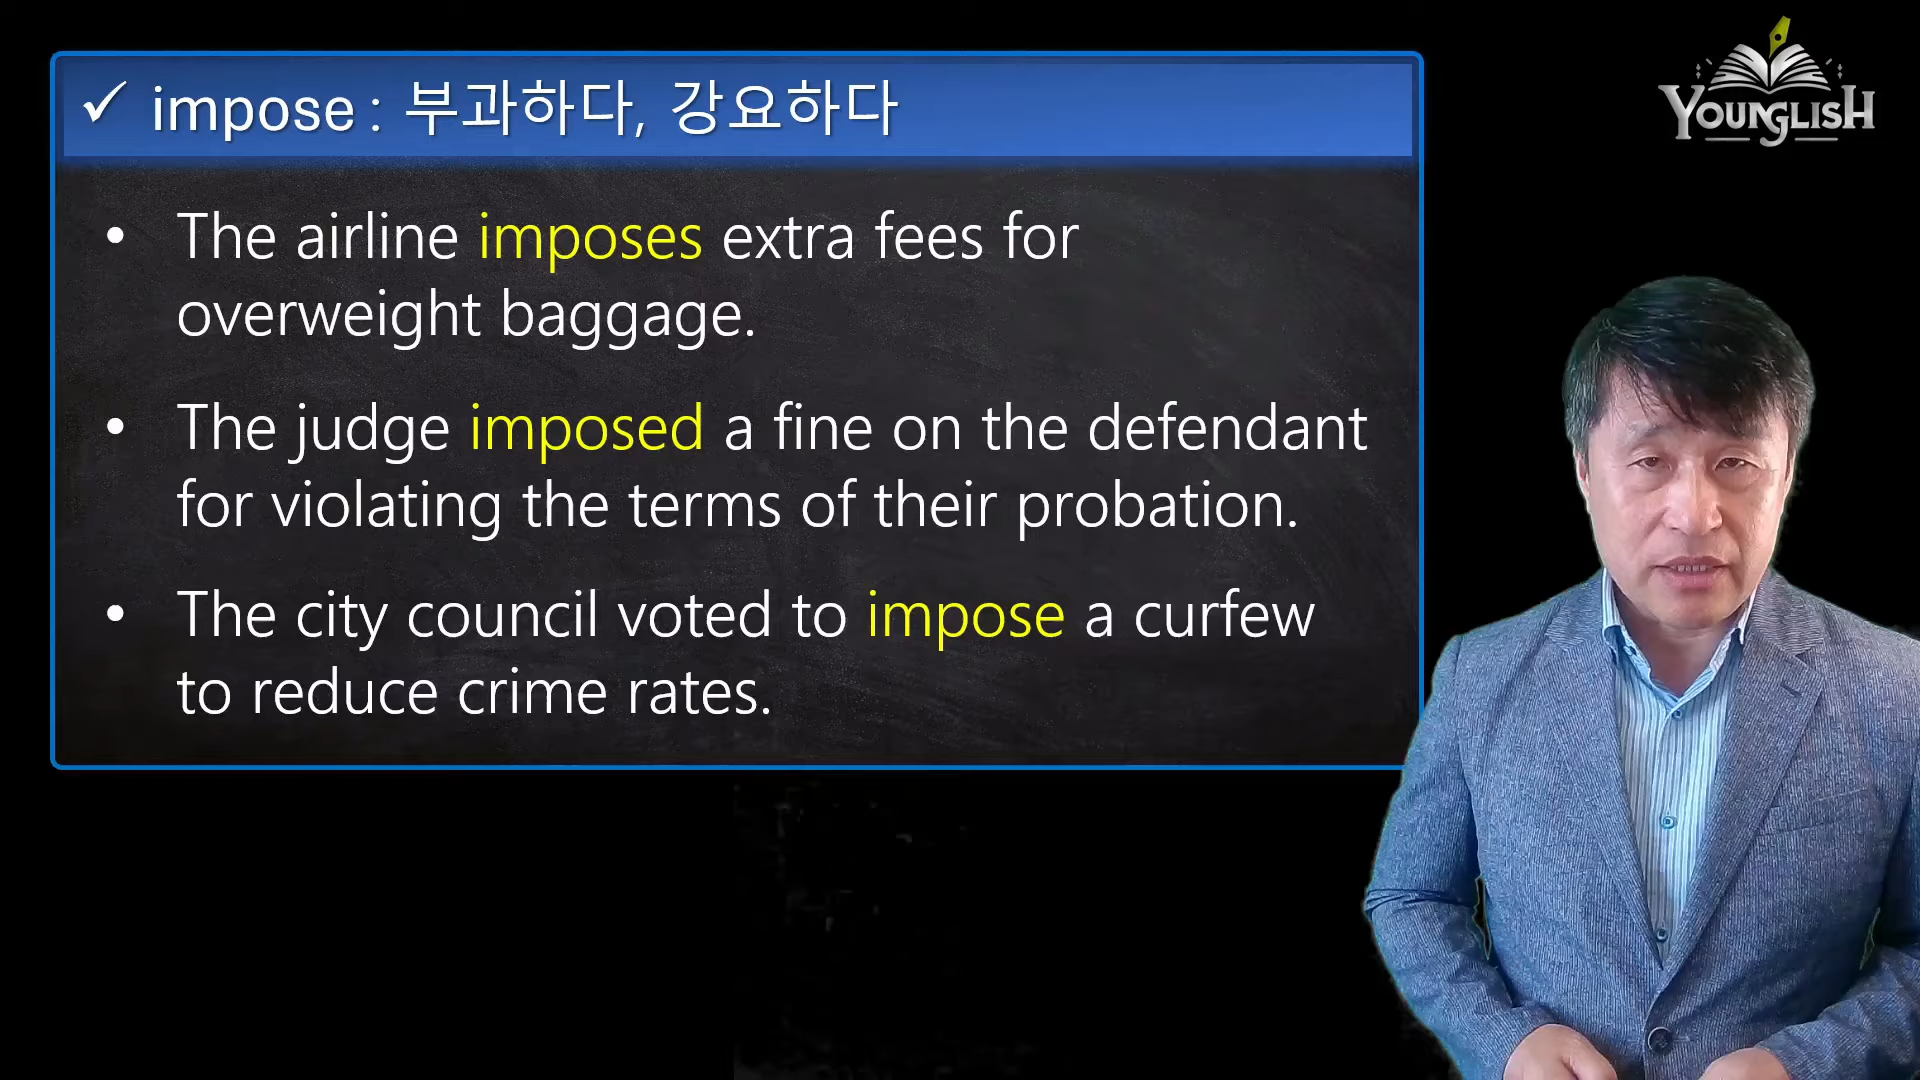 ✓ impose : 부과하다, 강요하다
YOUNGLISH
• The airline imposes extra fees for
overweight baggage.
• The judge imposed a fine on the defendant
for violating the terms of their probation.
• The city council voted to impose a curfew
to reduce crime rates.